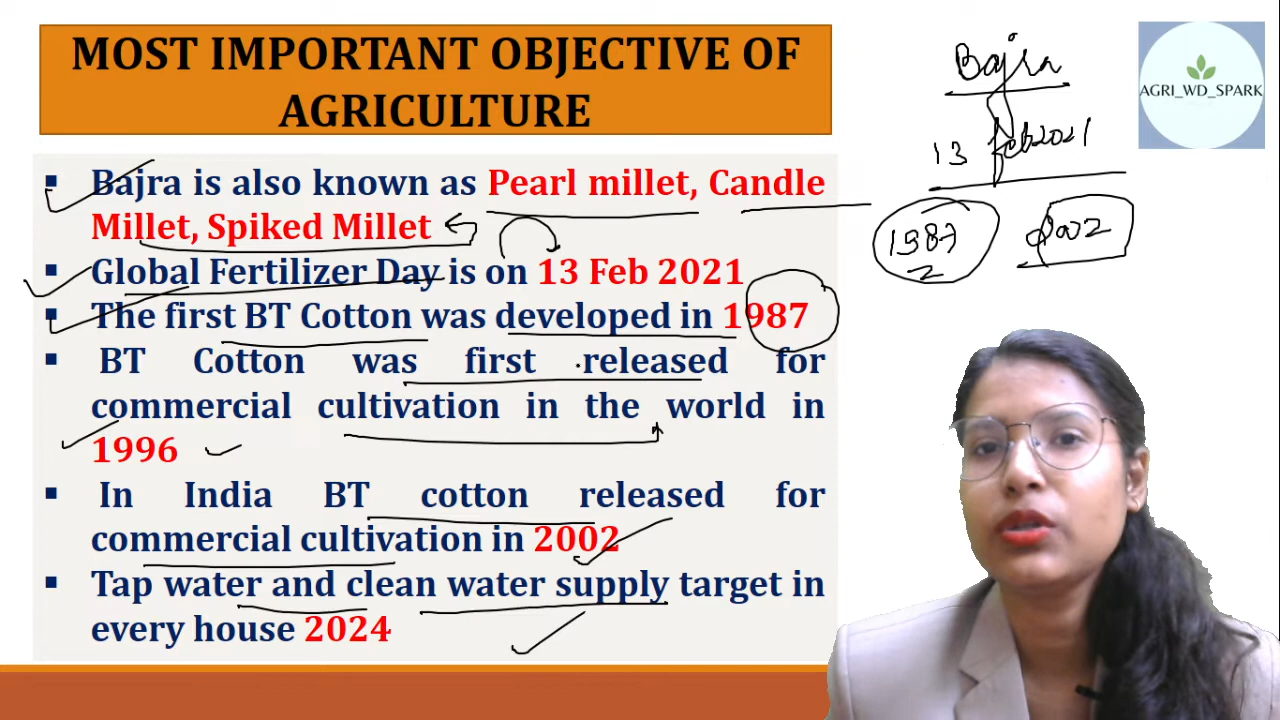 MOST IMPORTANT OBJECTIVE OF
AGRICULTURE
Bajra
13 Feb 2021
1987
2002
AGRI_WD_SPARK
▪ Bajra is also known as Pearl millet, Candle
Millet, Spiked Millet
▪ Global Fertilizer Day is on 13 Feb 2021
▪ The first BT Cotton was developed in 1987
▪ BT Cotton was first released for
commercial cultivation in the world in
1996
▪ In India BT cotton released for
commercial cultivation in 2002
▪ Tap water and clean water supply target in
every house 2024